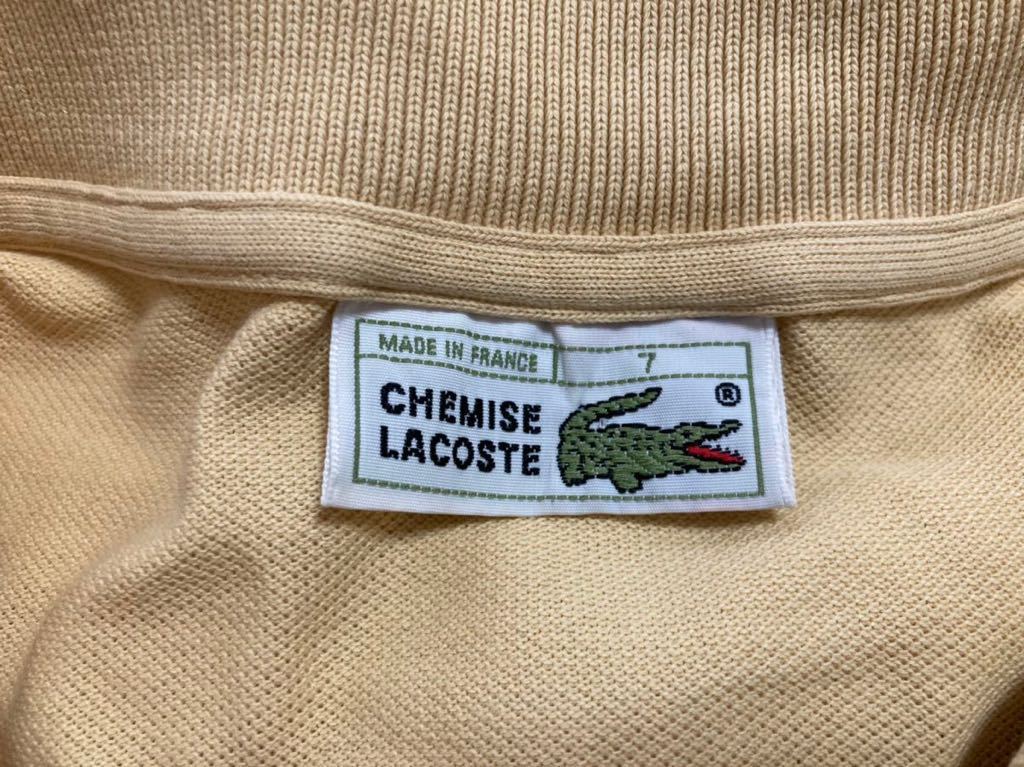 MADE IN FRANCE 7
CHEMISE
LACOSTE
®